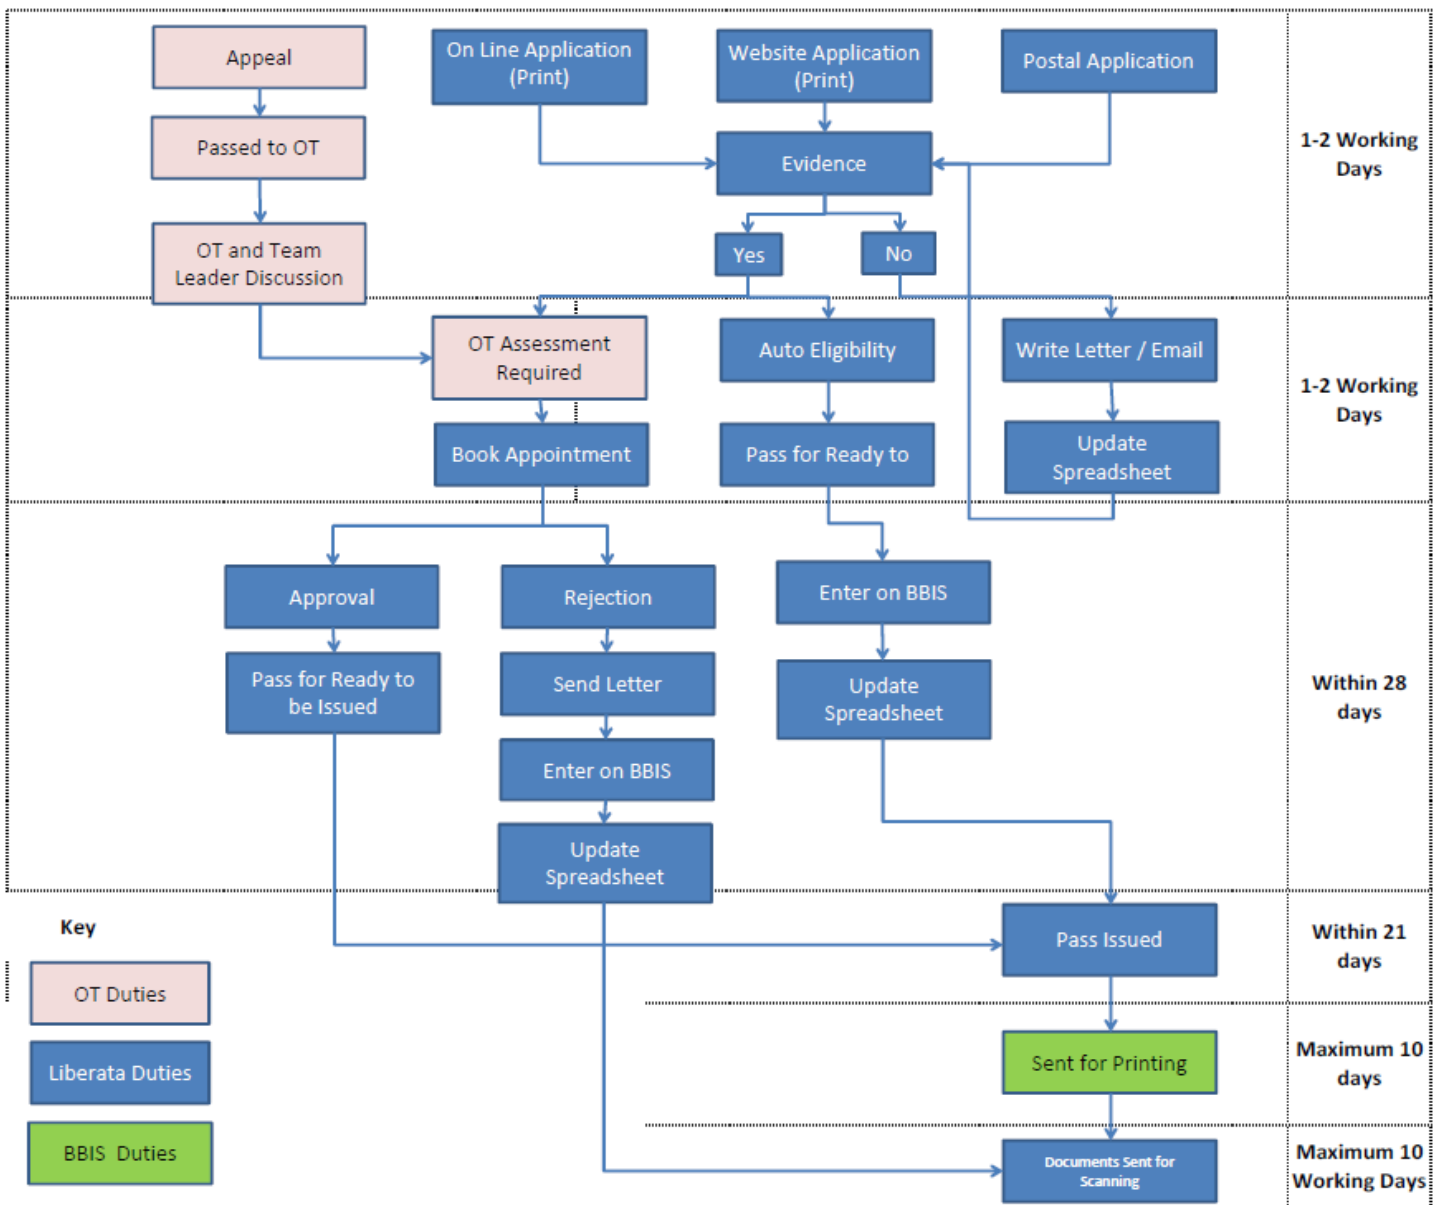 Appeal
On Line Application
(Print)
Website Application
(Print)
Postal Application
Passed to OT
Evidence
1-2 Working
Days
OT and Team
Leader Discussion
Yes
No
OT Assessment
Required
Auto Eligibility
Write Letter / Email
1-2 Working
Days
Book Appointment
Pass for Ready to
Update
Spreadsheet
Approval
Rejection
Enter on BBIS
Pass for Ready to
be Issued
Send Letter
Update
Spreadsheet
Within 28
days
Enter on BBIS
Update
Spreadsheet
Key
Pass Issued
Within 21
days
OT Duties
Liberata Duties
Sent for Printing
Maximum 10
days
BBIS  Duties
Documents Sent for
Scanning
Maximum 10
Working Days